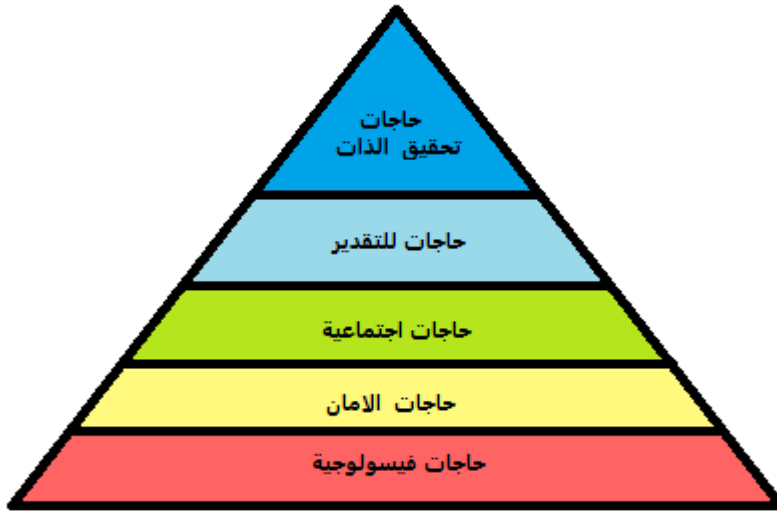 حاجات
تحقيق الذات
حاجات للتقدير
حاجات اجتماعية
حاجات الامان
حاجات فيسولوجية